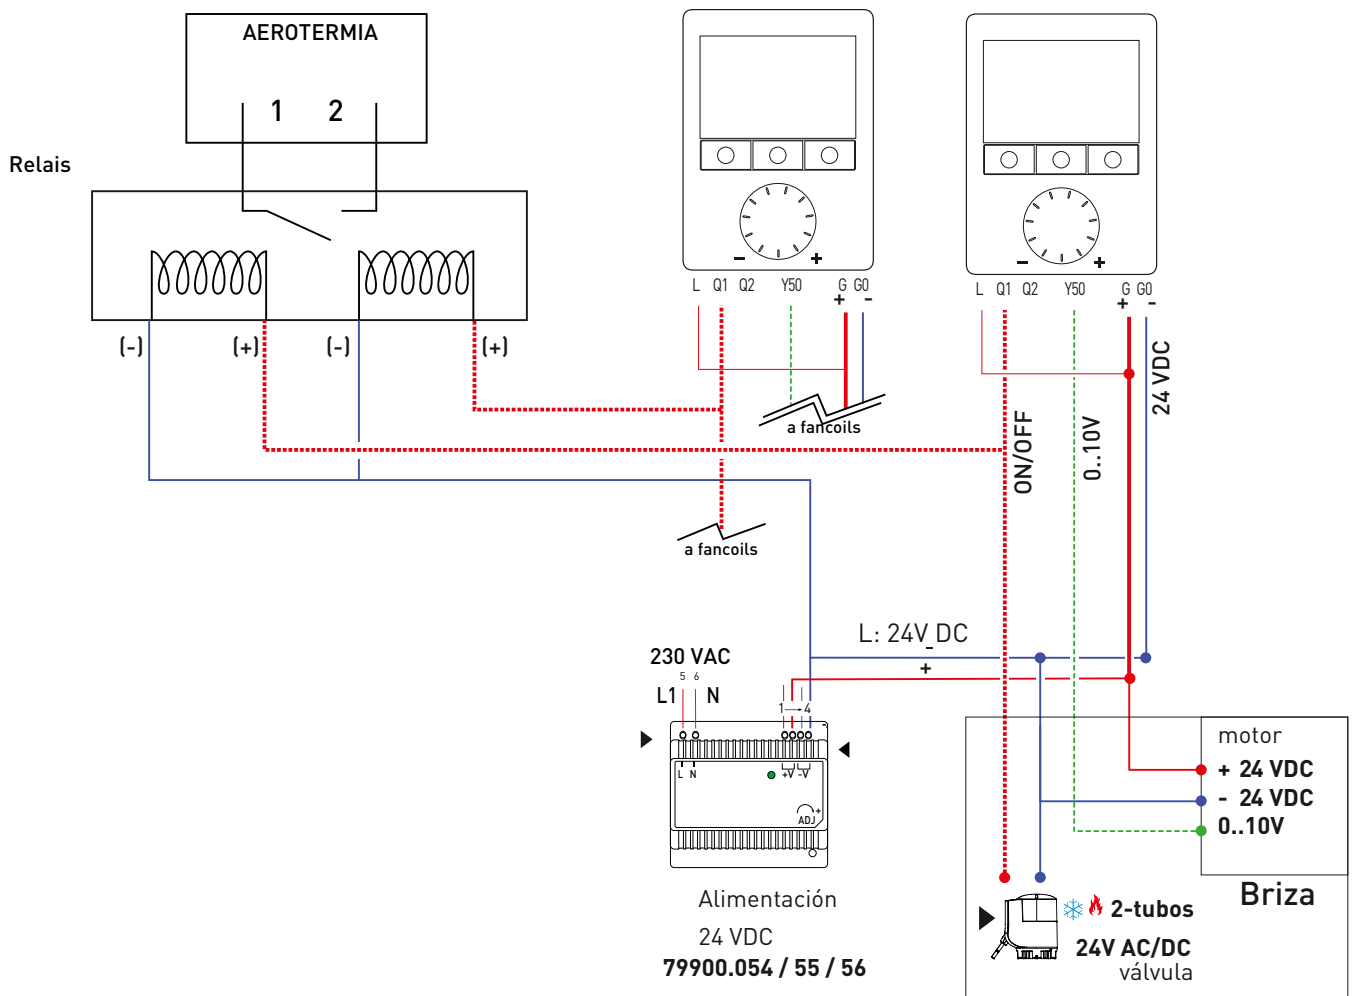 AEROTERMIA
1 2
Relais
(-) (+) (-) (+)
- +
L Q1 Q2 Y50 G G0
+ -
- +
L Q1 Q2 Y50 G G0
+ -
24 VDC
ON/OFF
0..10V
a fancoils
a fancoils
L: 24V DC
-
+
230 VAC
5 6
L1 N
1 4
-
L N
+V -V
+
ADJ
Alimentación
24 VDC
79900.054 / 55 / 56
motor
+ 24 VDC
- 24 VDC
0..10V
Briza
2-tubos
24V AC/DC
válvula